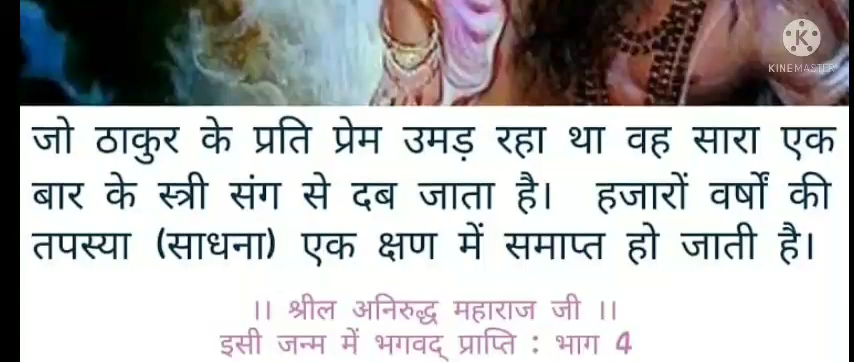 KINEMASTER
जो ठाकुर के प्रति प्रेम उमड़ रहा था वह सारा एक
बार के स्त्री संग से दब जाता है।  हजारों वर्षों की
तपस्या (साधना) एक क्षण में समाप्त हो जाती है।
।। श्रील अनिरुद्ध महाराज जी ।।
इसी जन्म में भगवद् प्राप्ति : भाग 4